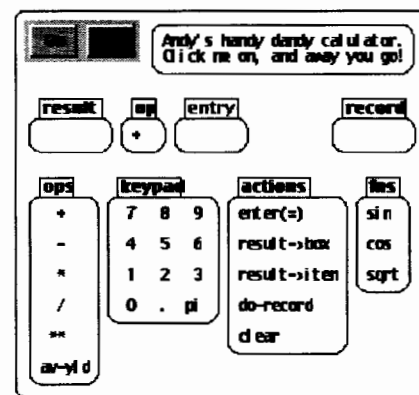 Andy's handy dandy calulator.
Click me on, and away you go!
result op entry record
+
ops keypad actions fns
+ 7 8 9 enter(=) sin
- 4 5 6 result->box cos
* 1 2 3 result->item sqrt
/ 0 . pi do-record
** clear
av-yld